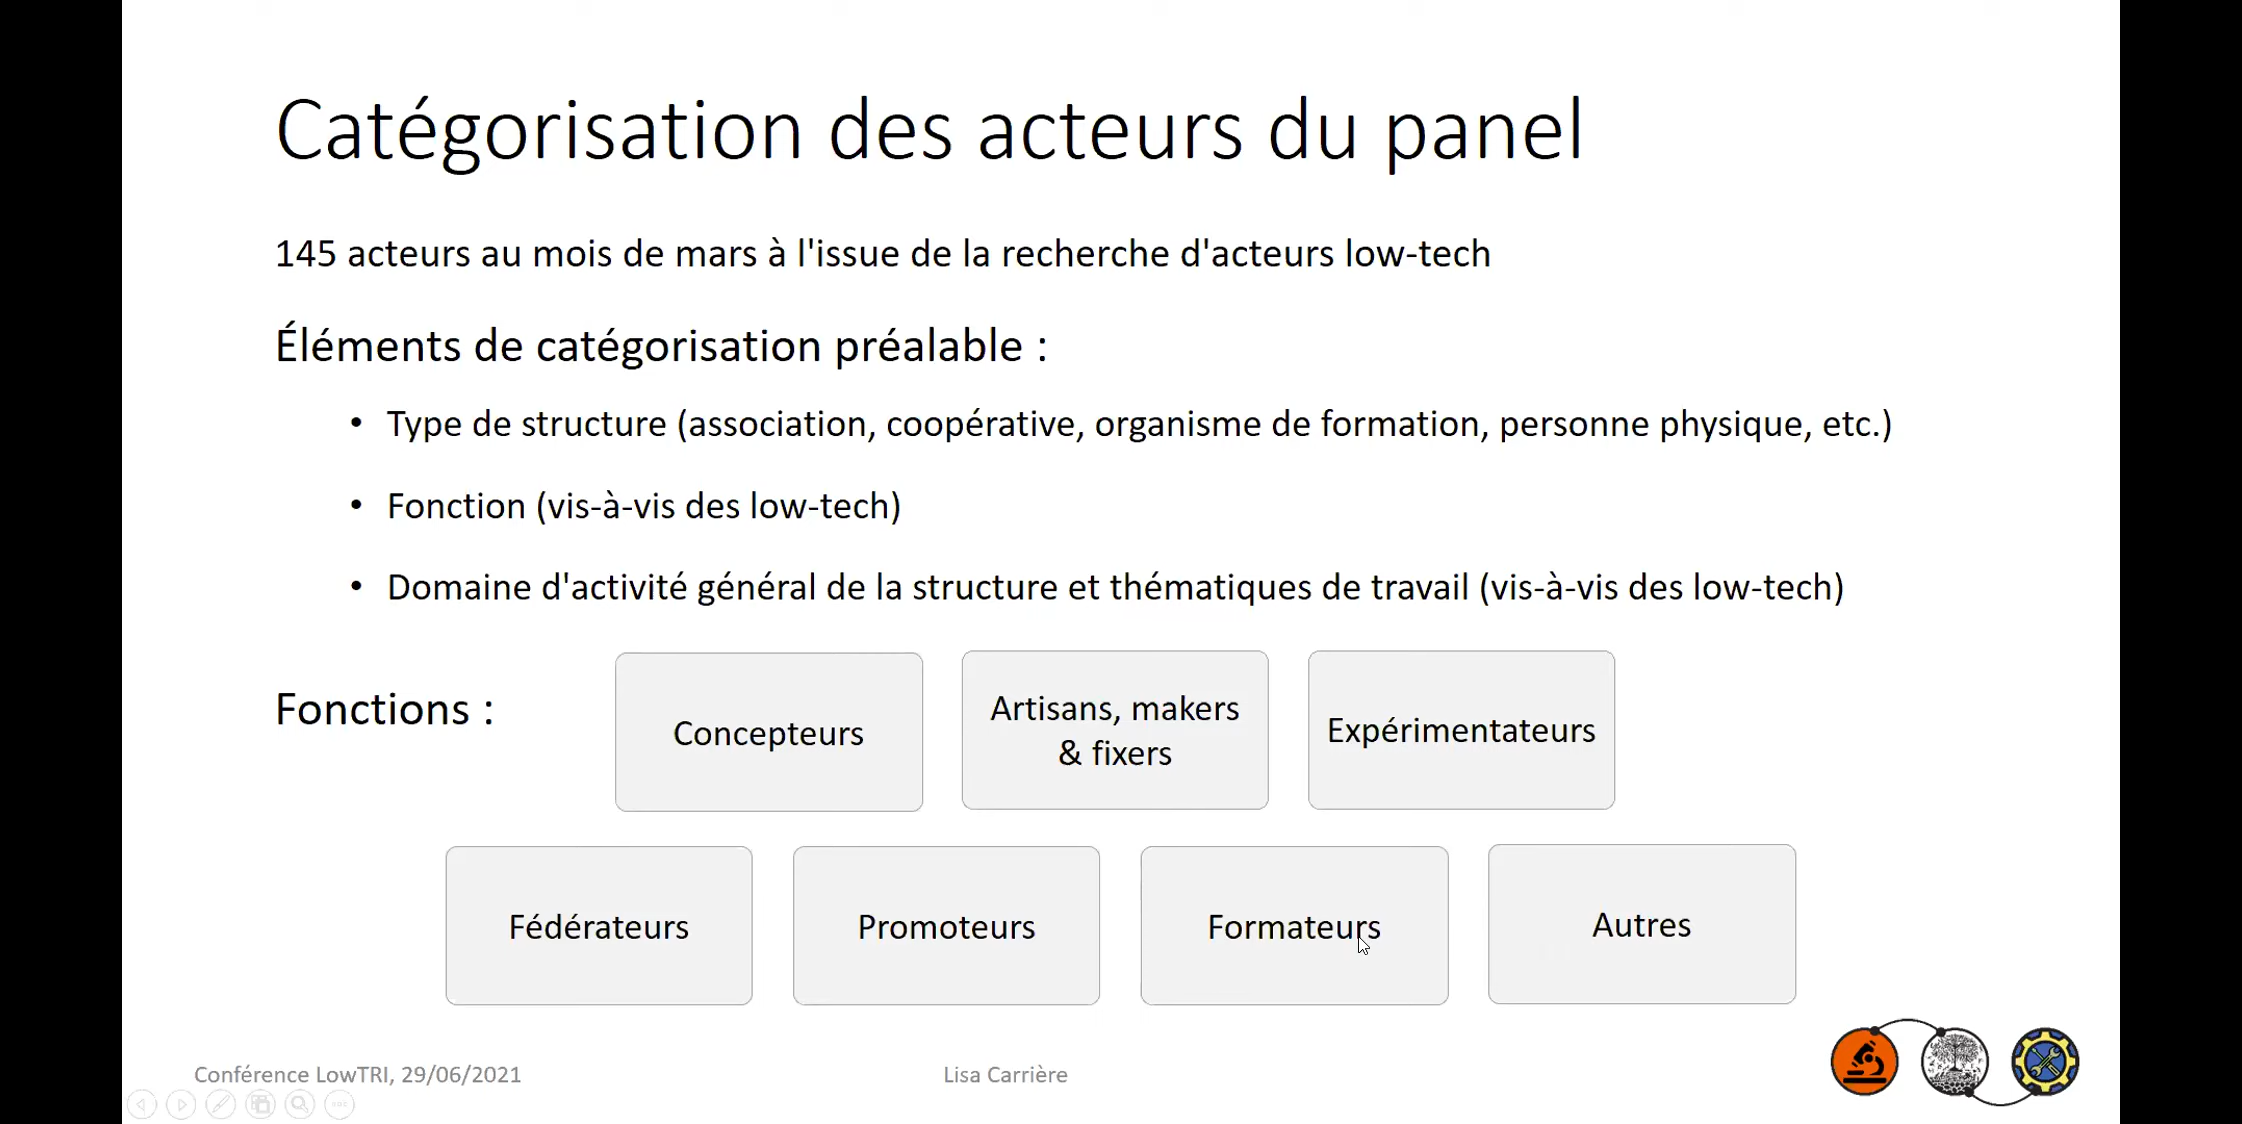 Catégorisation des acteurs du panel
145 acteurs au mois de mars à l'issue de la recherche d'acteurs low-tech
Éléments de catégorisation préalable :
• Type de structure (association, coopérative, organisme de formation, personne physique, etc.)
• Fonction (vis-à-vis des low-tech)
• Domaine d'activité général de la structure et thématiques de travail (vis-à-vis des low-tech)
Fonctions :
Concepteurs
Artisans, makers
& fixers
Expérimentateurs
Fédérateurs
Promoteurs
Formateurs
Autres
Conférence LowTRI, 29/06/2021
Lisa Carrière